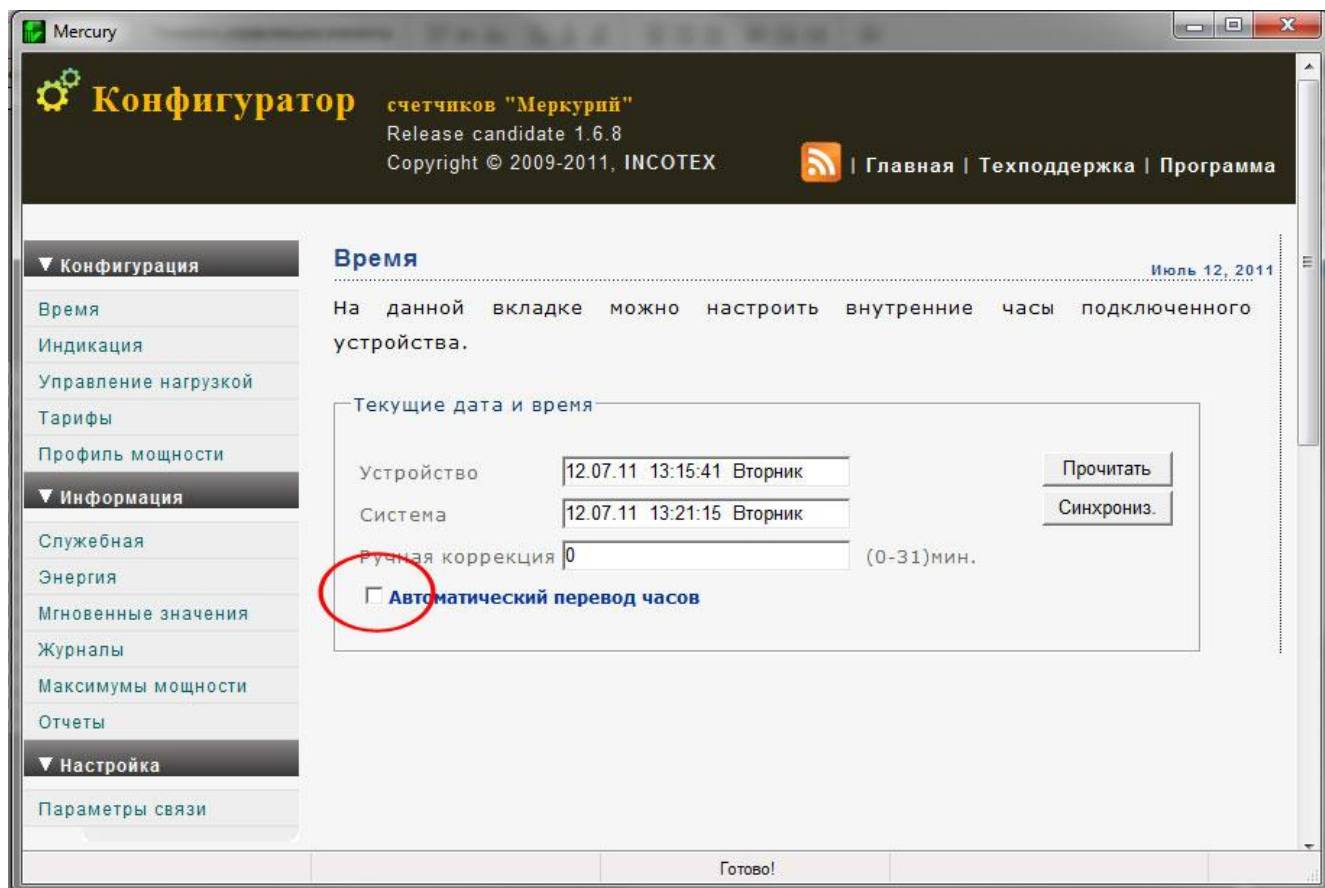 Mercury
Конфигуратор
счетчиков "Меркурий"
Release candidate 1.6.8
Copyright © 2009-2011, INCOTEX
| Главная | Техподдержка | Программа
▼ Конфигурация
Время
Индикация
Управление нагрузкой
Тарифы
Профиль мощности
▼ Информация
Служебная
Энергия
Мгновенные значения
Журналы
Максимумы мощности
Отчеты
▼ Настройка
Параметры связи
Время
Июль 12, 2011
На данной вкладке можно настроить внутренние часы подключенного
устройства.
Текущие дата и время
Устройство 12.07.11 13:15:41 Вторник Прочитать
Система 12.07.11 13:21:15 Вторник Синхрониз.
Ручная коррекция 0 (0-31)мин.
Автоматический перевод часов
Готово!